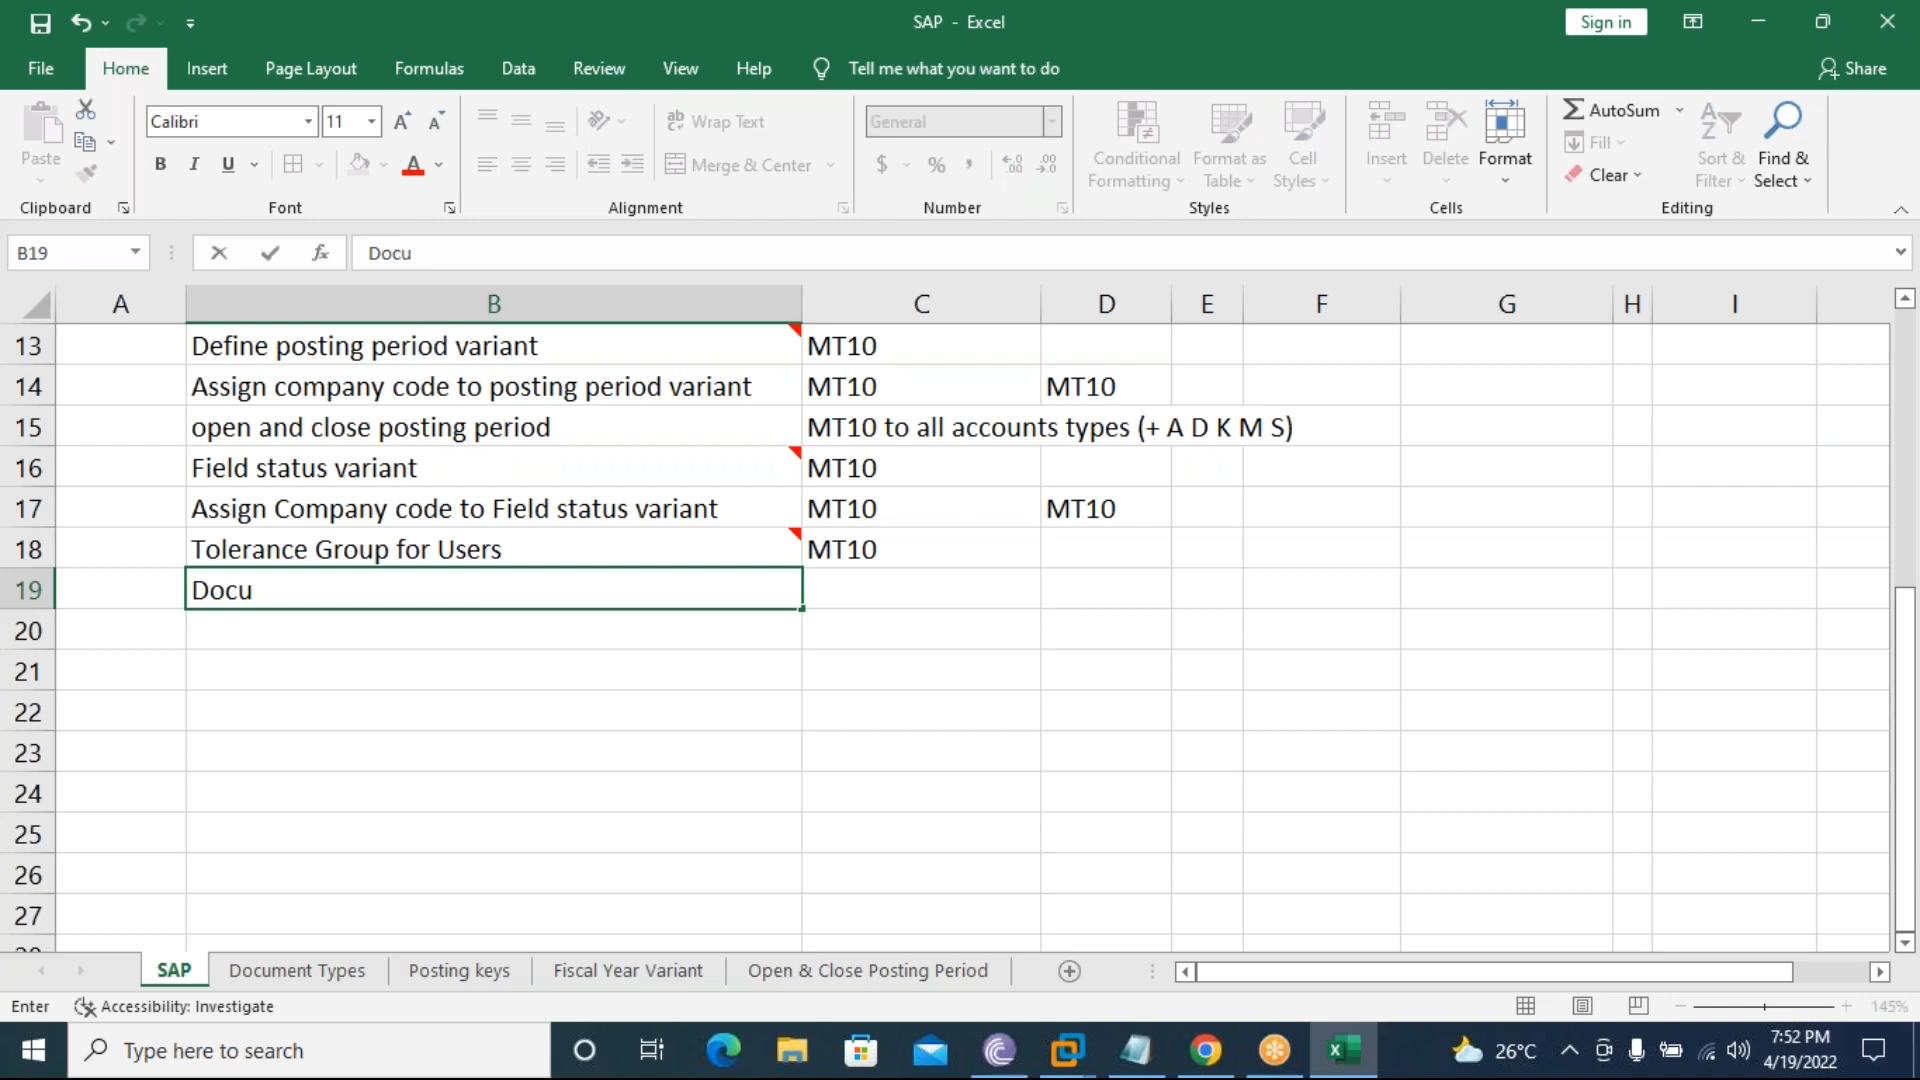 SAP - Excel
Sign in
File Home Insert Page Layout Formulas Data Review View Help Tell me what you want to do Share
Calibri 11 Wrap Text General AutoSum
Paste B I U A Merge & Center $ % , Conditional Formatting Format as Table Cell Styles Insert Delete Format Fill Clear Sort & Filter Find & Select
Clipboard Font Alignment Number Styles Cells Editing
B19 fx Docu
A B C D E F G H I
13 Define posting period variant MT10
14 Assign company code to posting period variant MT10 MT10
15 open and close posting period MT10 to all accounts types (+ A D K M S)
16 Field status variant MT10
17 Assign Company code to Field status variant MT10 MT10
18 Tolerance Group for Users MT10
19 Docu
20
21
22
23
24
25
26
27
SAP Document Types Posting keys Fiscal Year Variant Open & Close Posting Period
Enter Accessibility: Investigate 145%
Type here to search 26°C 7:52 PM
4/19/2022